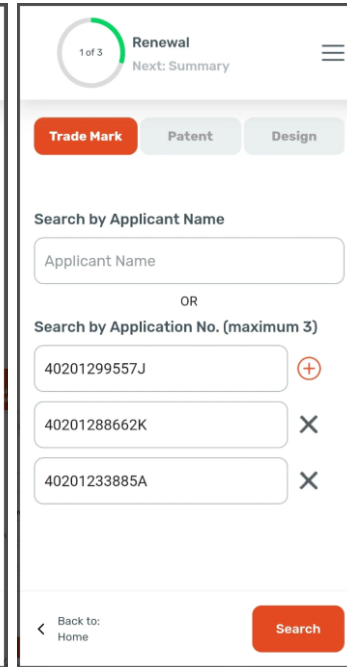 1 of 3
Renewal
Next: Summary
Trade Mark Patent Design
Search by Applicant Name
Applicant Name
OR
Search by Application No. (maximum 3)
40201299557J
40201288662K
40201233885A
Back to:
Home
Search